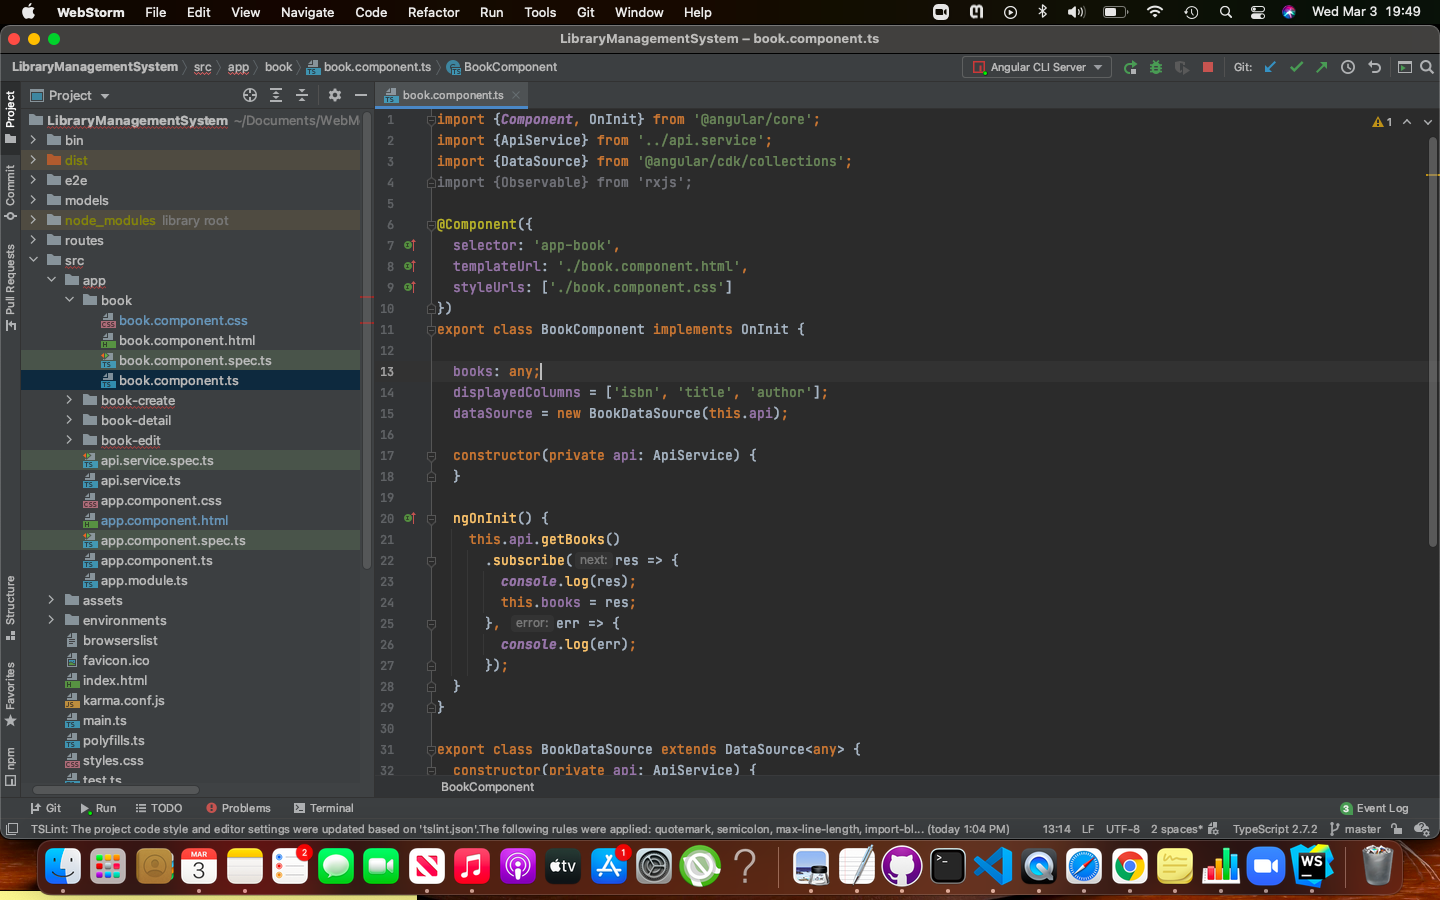 WebStorm File Edit View Navigate Code Refactor Run Tools Git Window Help Wed Mar 3 19:49
LibraryManagementSystem – book.component.ts
LibraryManagementSystem src app book book.component.ts BookComponent Angular CLI Server Git:
Project
book.component.ts
Project
Commit
Pull Requests
Structure
Favorites
npm
LibraryManagementSystem ~/Documents/WebM
bin
dist
e2e
models
node_modules library root
routes
src
app
book
book.component.css
book.component.html
book.component.spec.ts
book.component.ts
book-create
book-detail
book-edit
api.service.spec.ts
api.service.ts
app.component.css
app.component.html
app.component.spec.ts
app.component.ts
app.module.ts
assets
environments
browserslist
favicon.ico
index.html
karma.conf.js
main.ts
polyfills.ts
styles.css
test.ts
1
1 import {Component, OnInit} from '@angular/core';
2 import {ApiService} from '../api.service';
3 import {DataSource} from '@angular/cdk/collections';
4 import {Observable} from 'rxjs';
5
6 @Component({
7 selector: 'app-book',
8 templateUrl: './book.component.html',
9 styleUrls: ['./book.component.css']
10 })
11 export class BookComponent implements OnInit {
12
13 books: any;
14 displayedColumns = ['isbn', 'title', 'author'];
15 dataSource = new BookDataSource(this.api);
16
17 constructor(private api: ApiService) {
18 }
19
20 ngOnInit() {
21 this.api.getBooks()
22 .subscribe( next: res => {
23 console.log(res);
24 this.books = res;
25 }, error: err => {
26 console.log(err);
27 });
28 }
29 }
30
31 export class BookDataSource extends DataSource<any> {
32 constructor(private api: ApiService) {
BookComponent
Git Run TODO Problems Terminal 3 Event Log
TSLint: The project code style and editor settings were updated based on 'tslint.json'.The following rules were applied: quotemark, semicolon, max-line-length, import-bl... (today 1:04 PM) 13:14 LF UTF-8 2 spaces* TypeScript 2.7.2 master
MAR
3
2
tv
1
WS